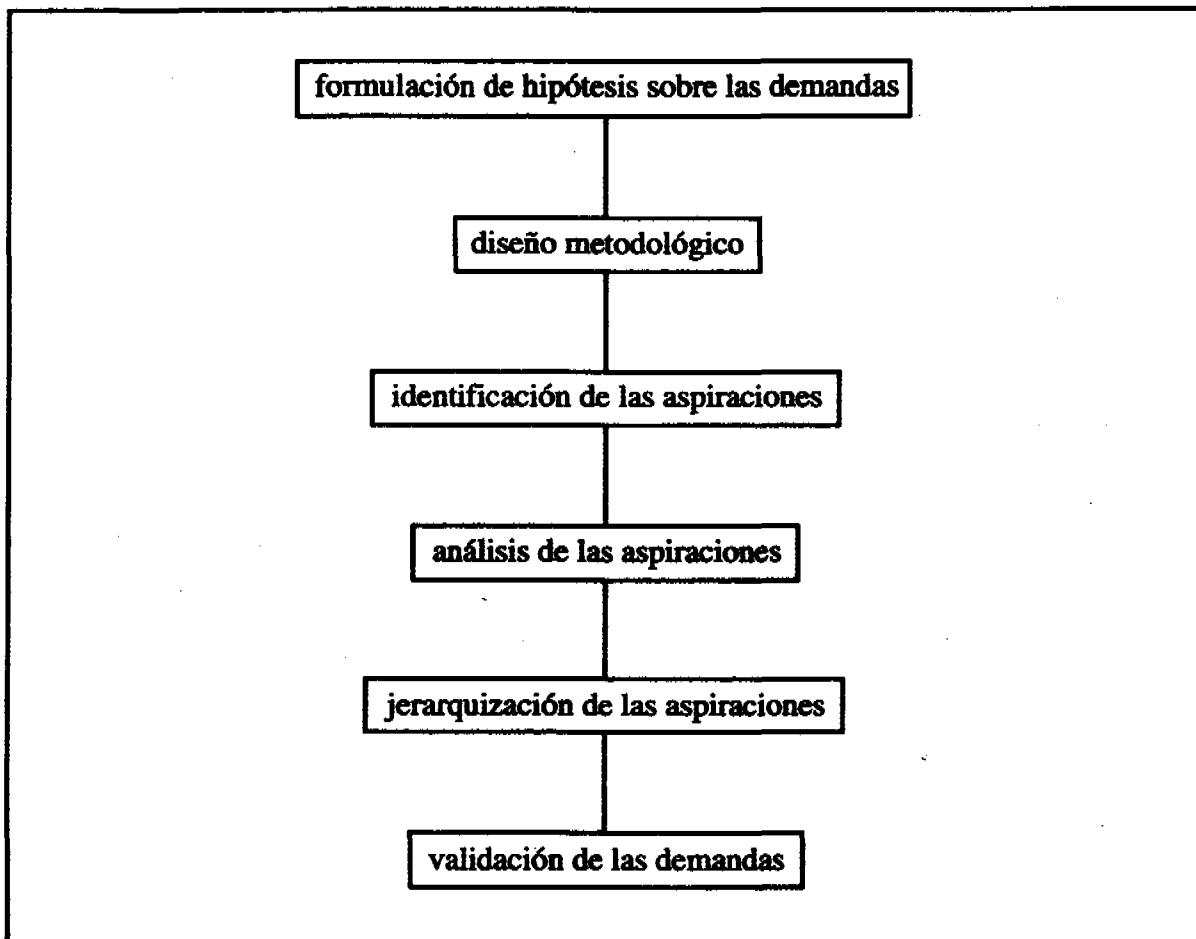 formulación de hipótesis sobre las demandas
diseño metodológico
identificación de las aspiraciones
análisis de las aspiraciones
jerarquización de las aspiraciones
validación de las demandas